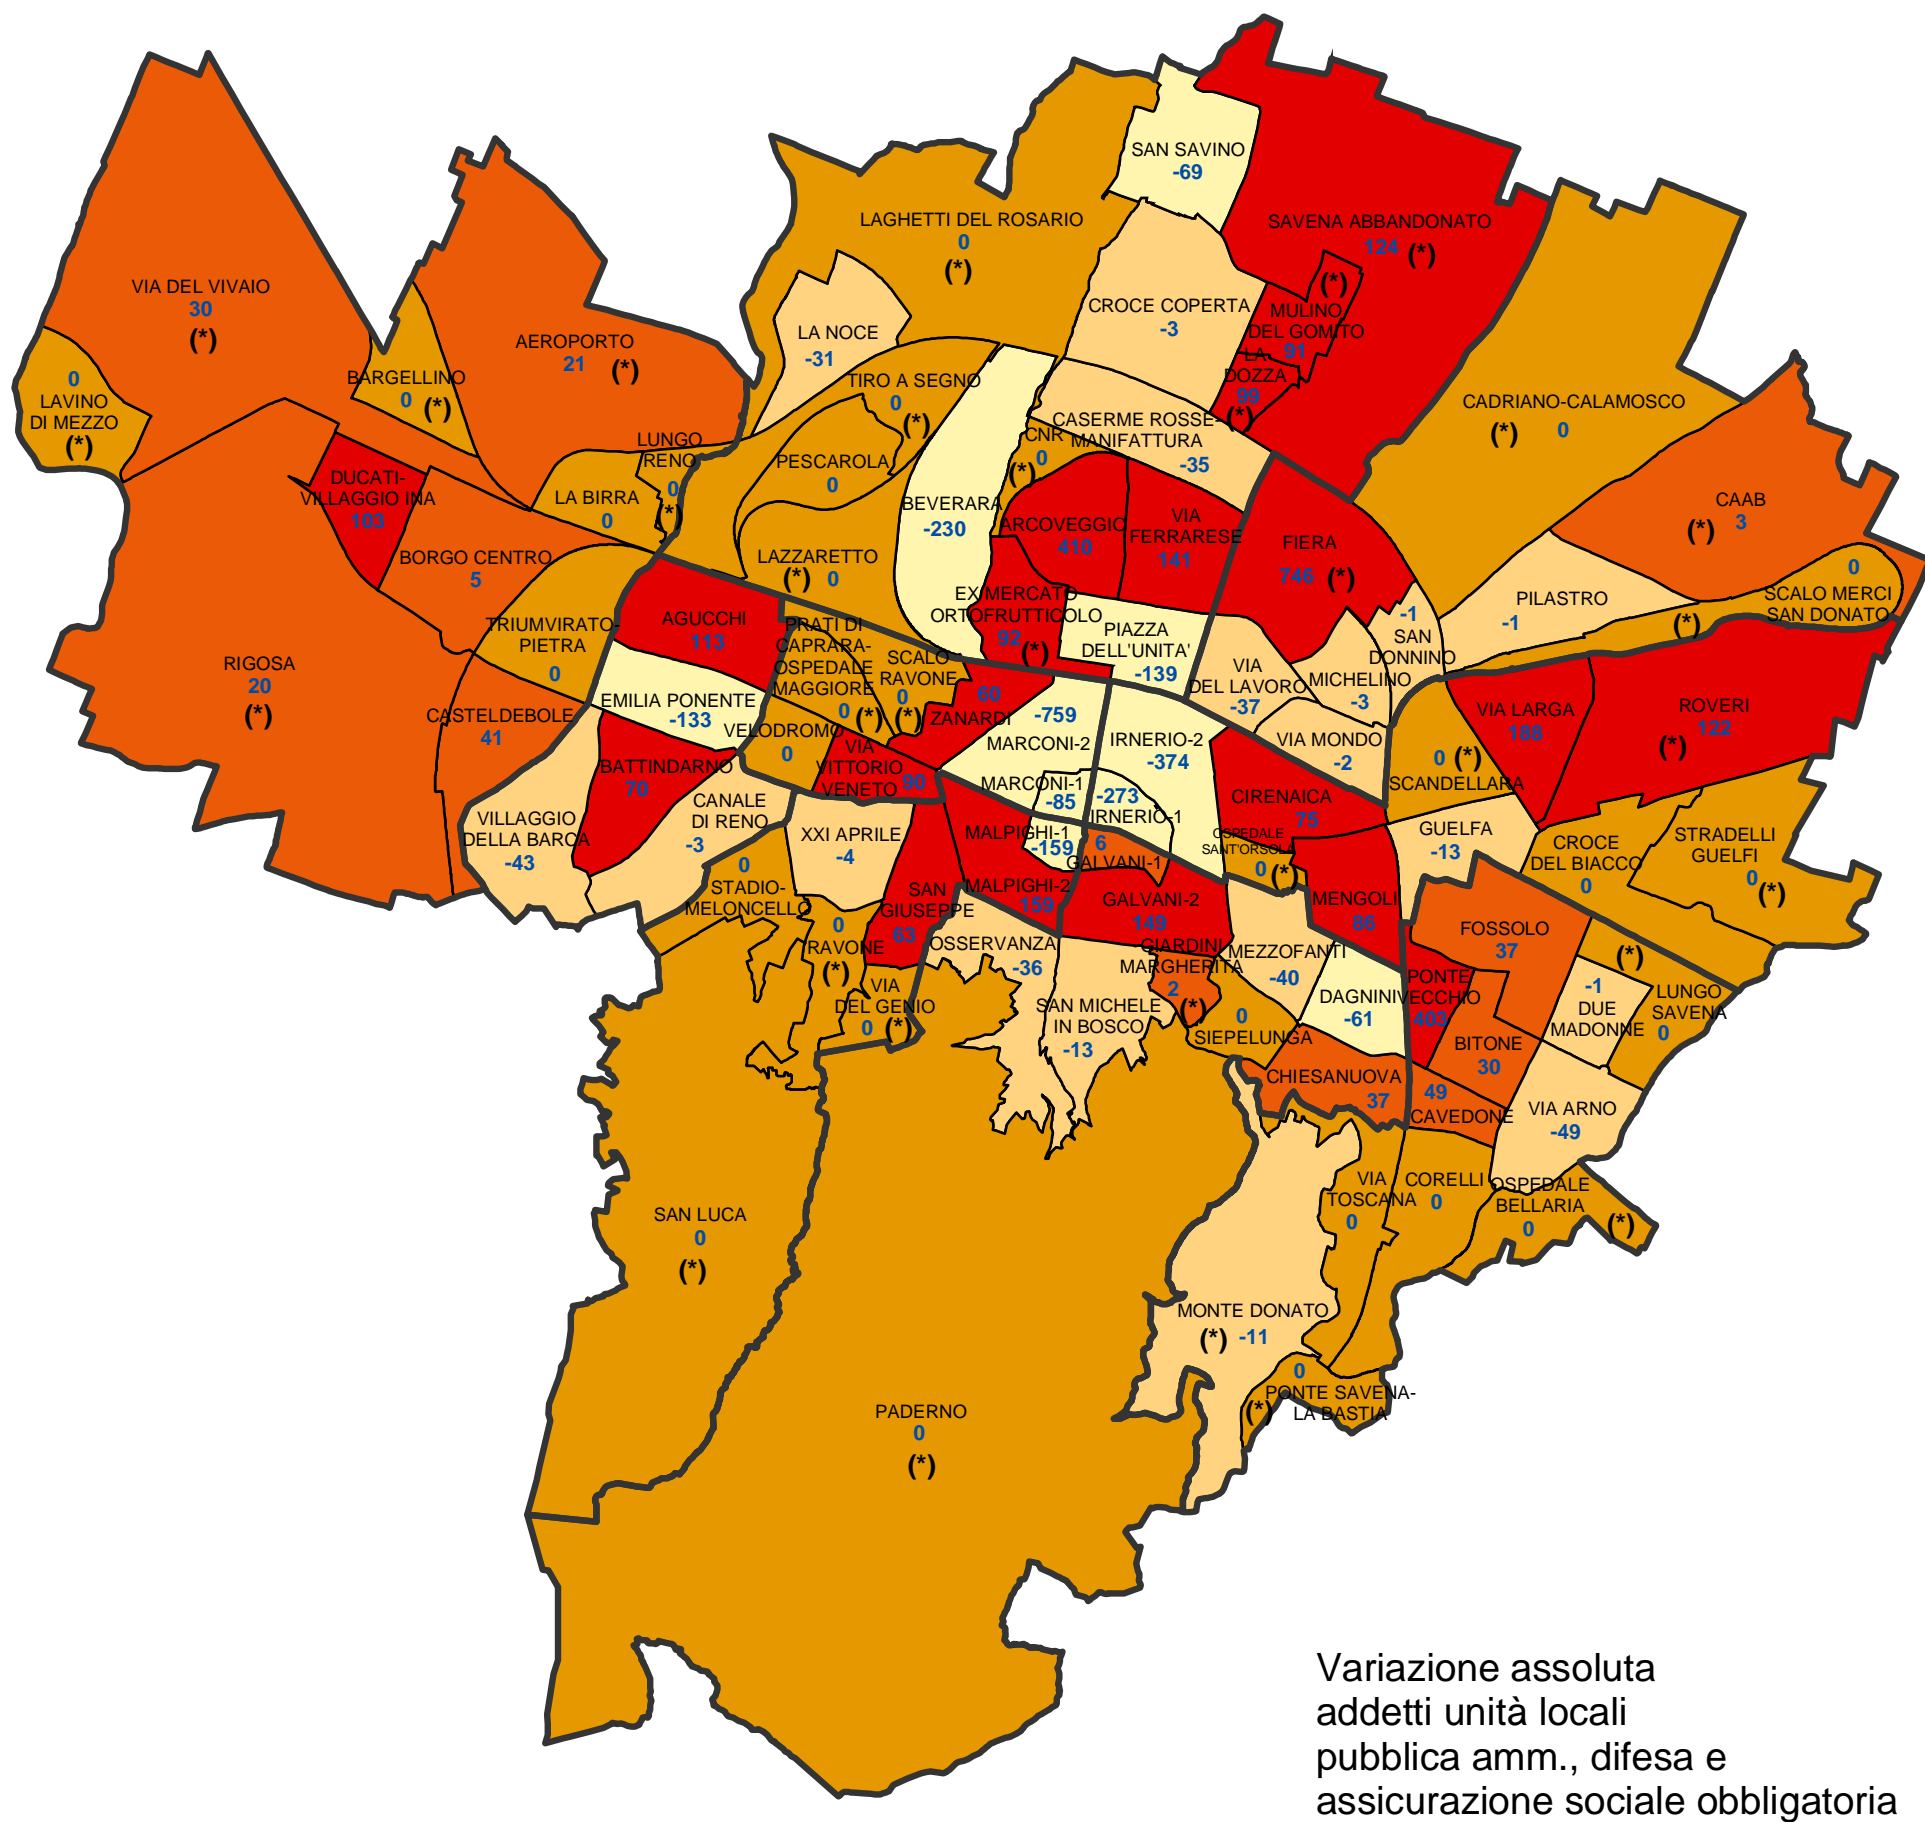 SAN SAVINO
-69
SAVENA ABBANDONATO
124 (*)
LAGHETTI DEL ROSARIO
0
(*)
VIA DEL VIVAIO
30
(*)
CROCE COPERTA
-3
(*)
MULINO
DEL GOMITO
91
LA NOCE
-31
AEROPORTO
21 (*)
LA
DOZZA
99
(*)
0
LAVINO
DI MEZZO
(*)
BARGELLINO
0 (*)
TIRO A SEGNO
0
(*)
CADRIANO-CALAMOSCO
(*) 0
CASERME ROSSE-
MANIFATTURA
-35
CNR
0
(*)
LUNGO
RENO
0
(*)
PESCAROLA
0
DUCATI-
VILLAGGIO INA
103
LA BIRRA
0
BEVERARA
-230
ARCOVEGGIO
410
VIA
FERRARESE
141
CAAB
(*) 3
FIERA
746 (*)
BORGO CENTRO
5
LAZZARETTO
(*) 0
EX MERCATO
ORTOFRUTTICOLO
92
(*)
0
SCALO MERCI
SAN DONATO
(*)
PILASTRO
-1
-1
SAN
DONNINO
AGUCCHI
113
TRIUMVIRATO-
PIETRA
0
PRATI DI
CAPRARA-
OSPEDALE
MAGGIORE
0 (*)
PIAZZA
DELL'UNITA'
-139
SCALO
RAVONE
0
(*)
RIGOSA
20
(*)
VIA
DEL LAVORO
-37
MICHELINO
-3
EMILIA PONENTE
-133
60
ZANARDI
-759
MARCONI-2
VIA LARGA
188
ROVERI
(*) 122
CASTELDEBOLE
41
VELODROMO
0
IRNERIO-2
-374
VIA MONDO
-2
0 (*)
SCANDELLARA
VIA
VITTORIO
VENETO 90
BATTINDARNO
70
MARCONI-1
-85
-273
IRNERIO-1
CIRENAICA
75
CANALE
DI RENO
-3
VILLAGGIO
DELLA BARCA
-43
XXI APRILE
-4
MALPIGHI-1
-159
6
GALVANI-1
OSPEDALE
SANT'ORSOLA
0 (*)
GUELFA
-13
CROCE
DEL BIACCO
0
STRADELLI
GUELFI
0
(*)
0
STADIO-
MELONCELLO
SAN
GIUSEPPE
63
MALPIGHI-2
159
GALVANI-2
149
MENGOLI
86
FOSSOLO
37
0
RAVONE
(*)
OSSERVANZA
-36
GIARDINI
MARGHERITA
2
(*)
MEZZOFANTI
-40
(*)
PONTE
VECCHIO
403
DAGNINI
-61
-1
DUE
MADONNE
LUNGO
SAVENA
0
VIA
DEL GENIO
0 (*)
SAN MICHELE
IN BOSCO
-13
0
SIEPELUNGA
BITONE
30
CHIESANUOVA
37
49
CAVEDONE
VIA ARNO
-49
VIA
TOSCANA
0
CORELLI
0
OSPEDALE
BELLARIA
0
(*)
SAN LUCA
0
(*)
MONTE DONATO
(*) -11
0
PONTE SAVENA-
LA BASTIA
(*)
PADERNO
0
(*)
Variazione assoluta
addetti unità locali
pubblica amm., difesa e
assicurazione sociale obbligatoria